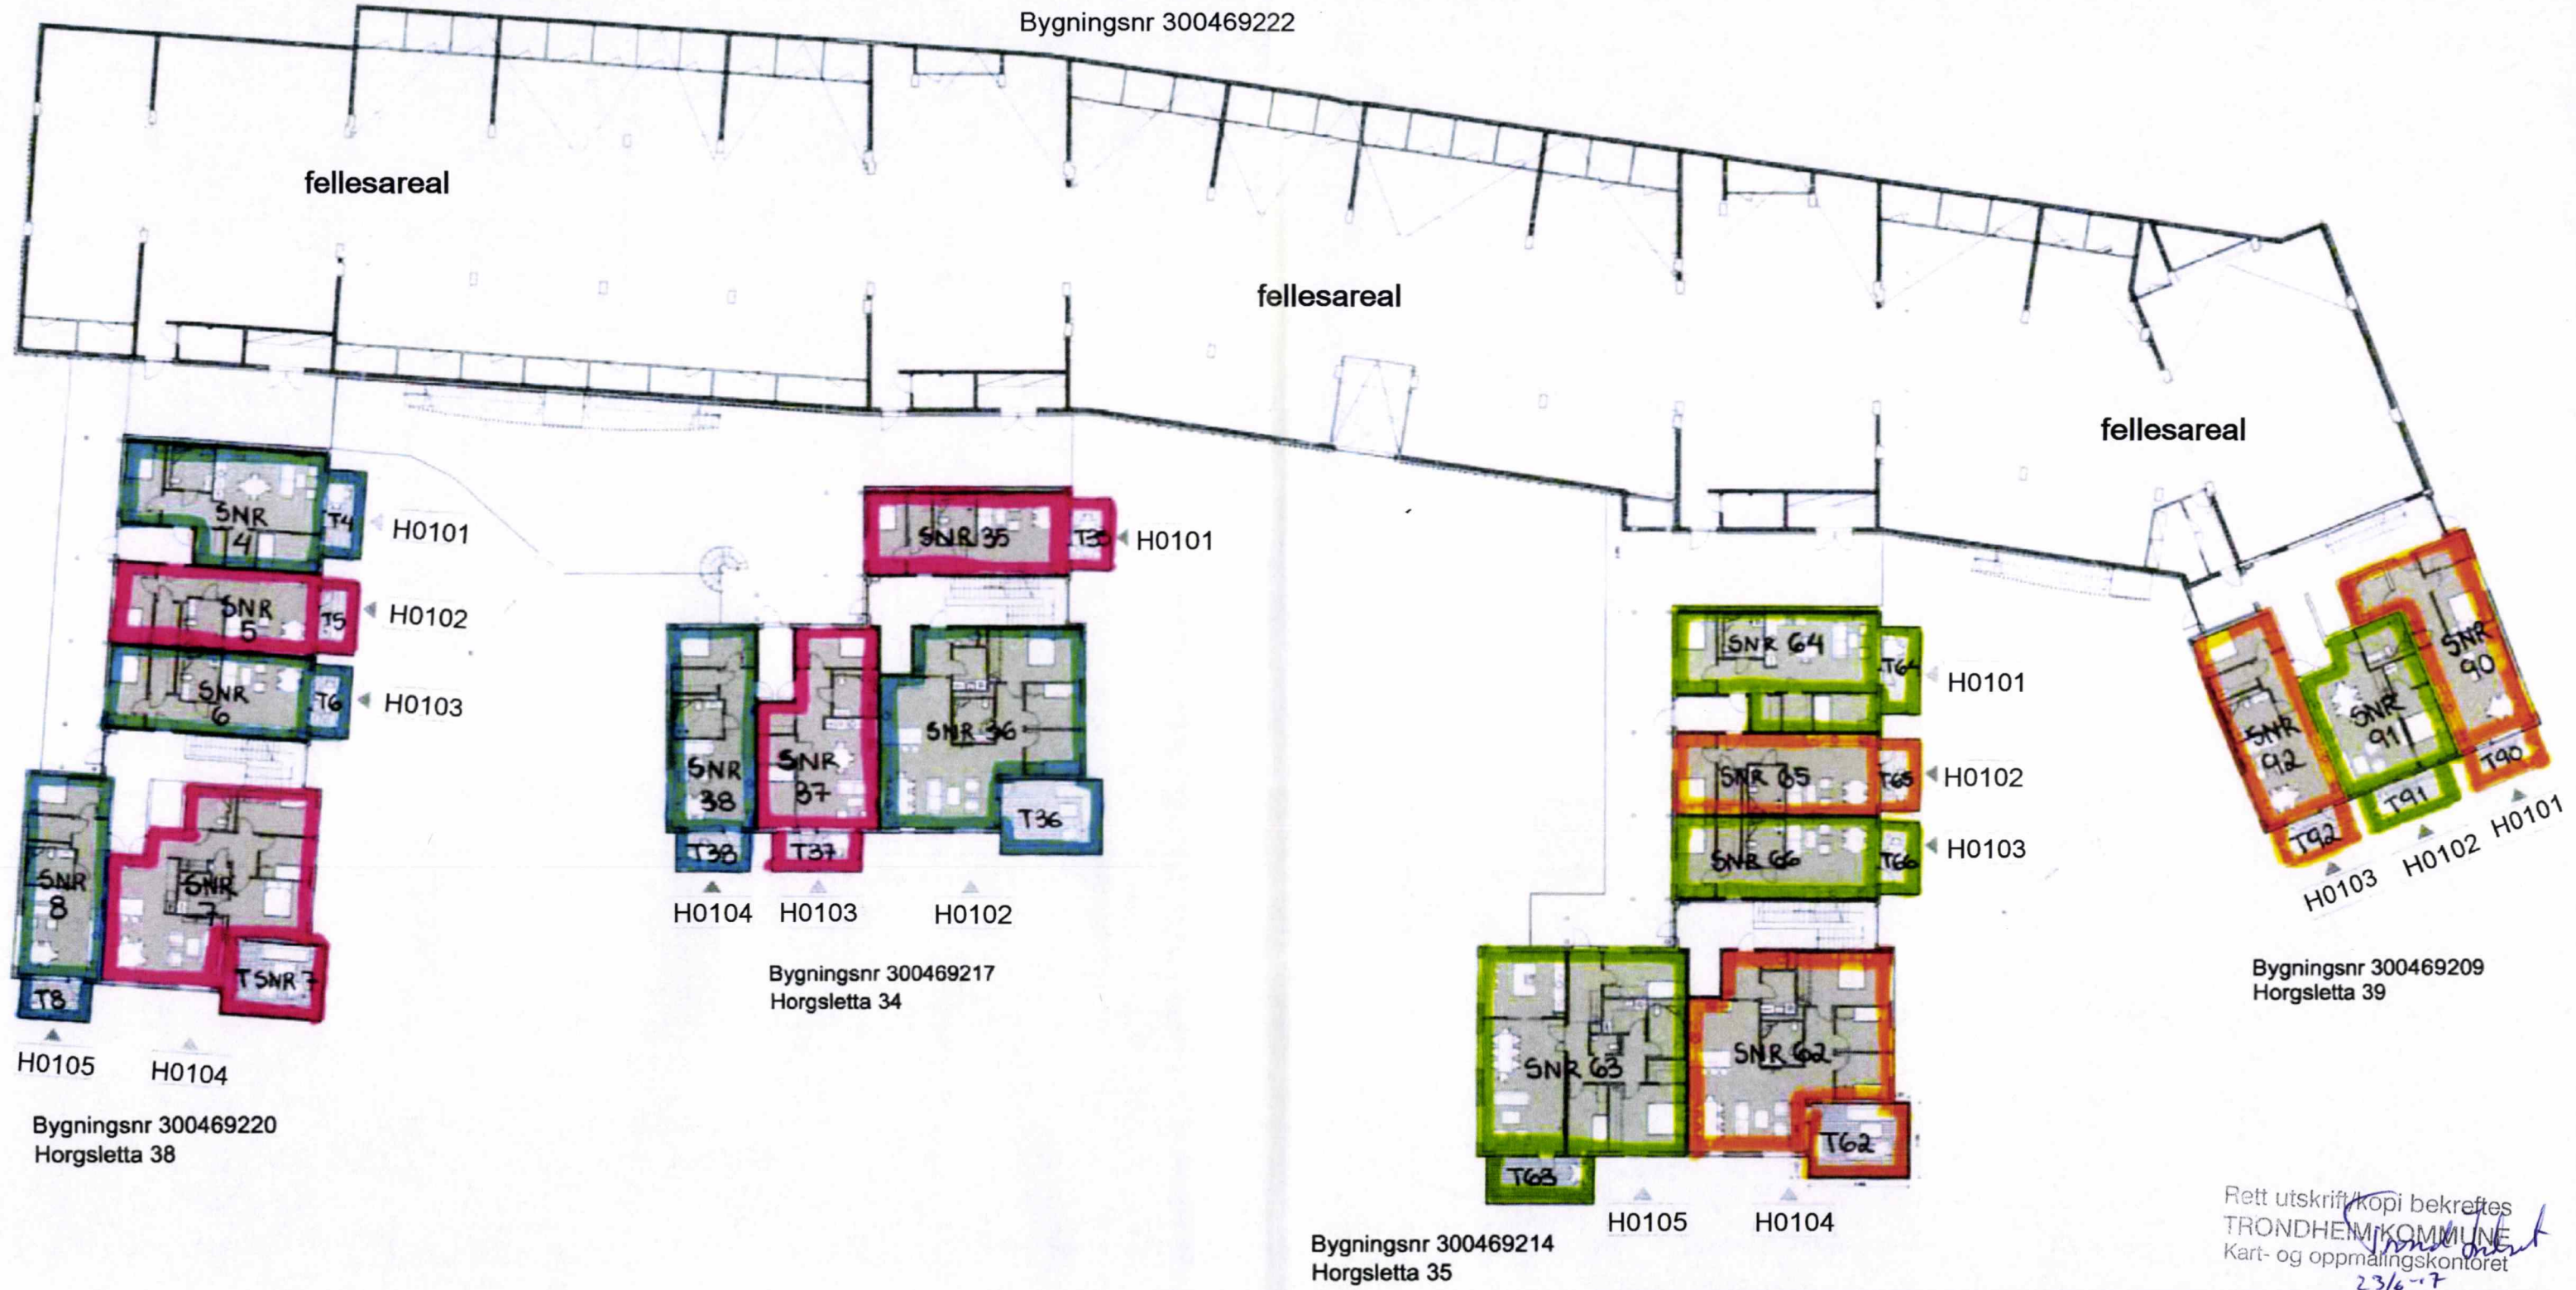 Bygningsnr 300469222
fellesareal
fellesareal
fellesareal
SNR
4
T4
H0101
SNR
5
T5
H0102
SNR
6
T6
H0103
SNR
8
T8
SNR
7
T SNR 7
H0105
H0104
Bygningsnr 300469220
Horgsletta 38
SNR 35
T35
H0101
SNR
38
T38
SNR
37
T37
SNR 36
T36
H0104
H0103
H0102
Bygningsnr 300469217
Horgsletta 34
SNR 64
T64
H0101
SNR 65
T65
H0102
SNR 66
T66
H0103
SNR 63
T63
SNR 62
T62
H0105
H0104
Bygningsnr 300469214
Horgsletta 35
SNR
92
T92
SNR
91
T91
SNR
90
T90
H0103
H0102
H0101
Bygningsnr 300469209
Horgsletta 39
Rett utskrift/kopi bekreftes
TRONDHEIM KOMMUNE
Kart- og oppmålingskontoret
23/6-17